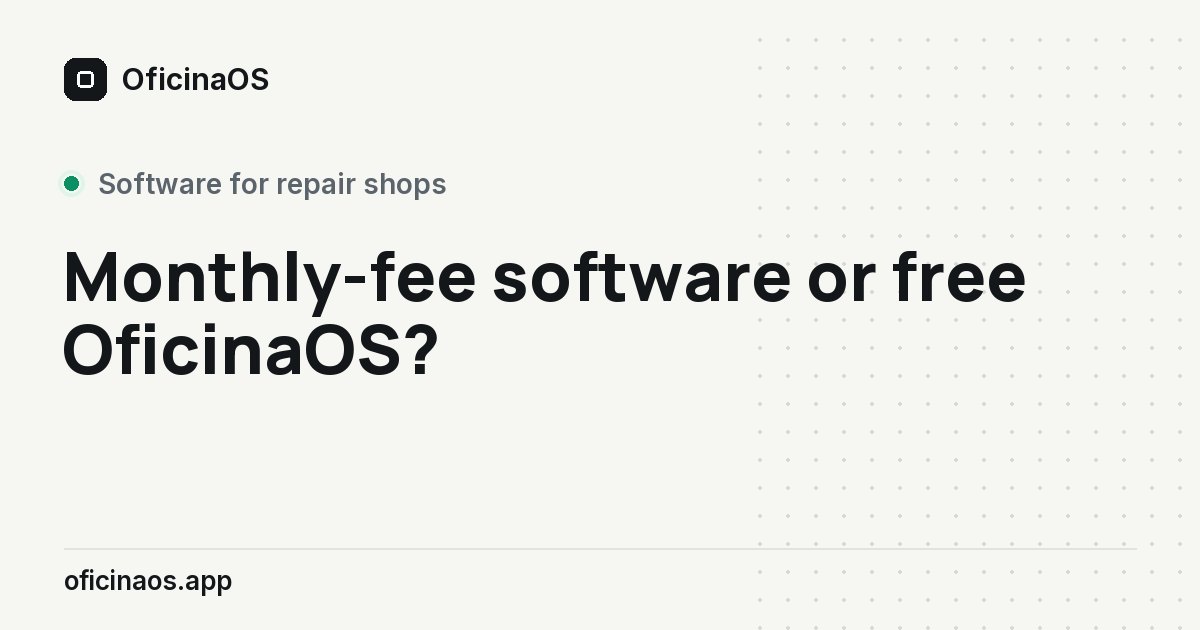 OficinaOS
Software for repair shops
Monthly-fee software or free
OficinaOS?
oficinaos.app